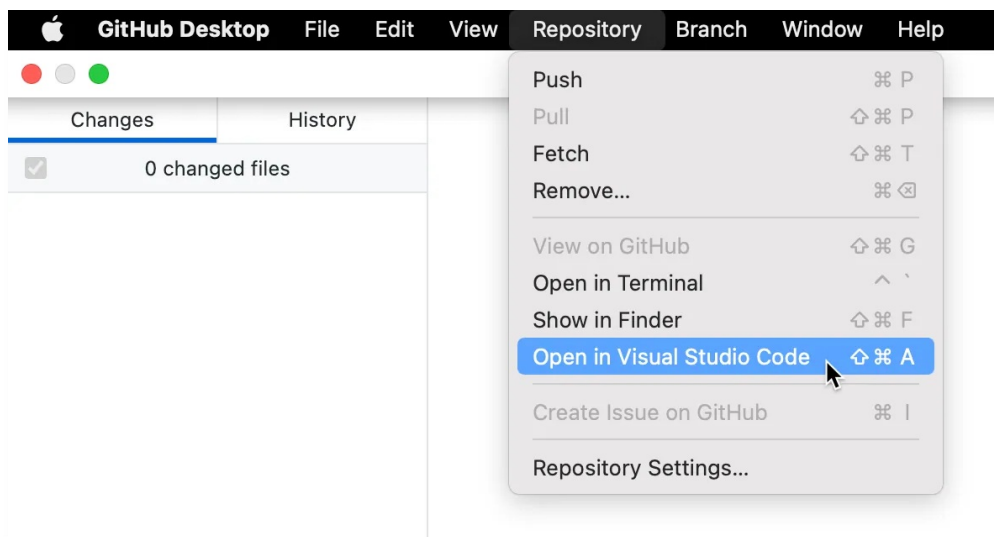 GitHub Desktop File Edit View Repository Branch Window Help
Changes History
0 changed files
Push ⌘ P
Pull ⇧ ⌘ P
Fetch ⇧ ⌘ T
Remove... ⌘ ⌫
View on GitHub ⇧ ⌘ G
Open in Terminal ⌃ `
Show in Finder ⇧ ⌘ F
Open in Visual Studio Code ⇧ ⌘ A
Create Issue on GitHub ⌘ I
Repository Settings...